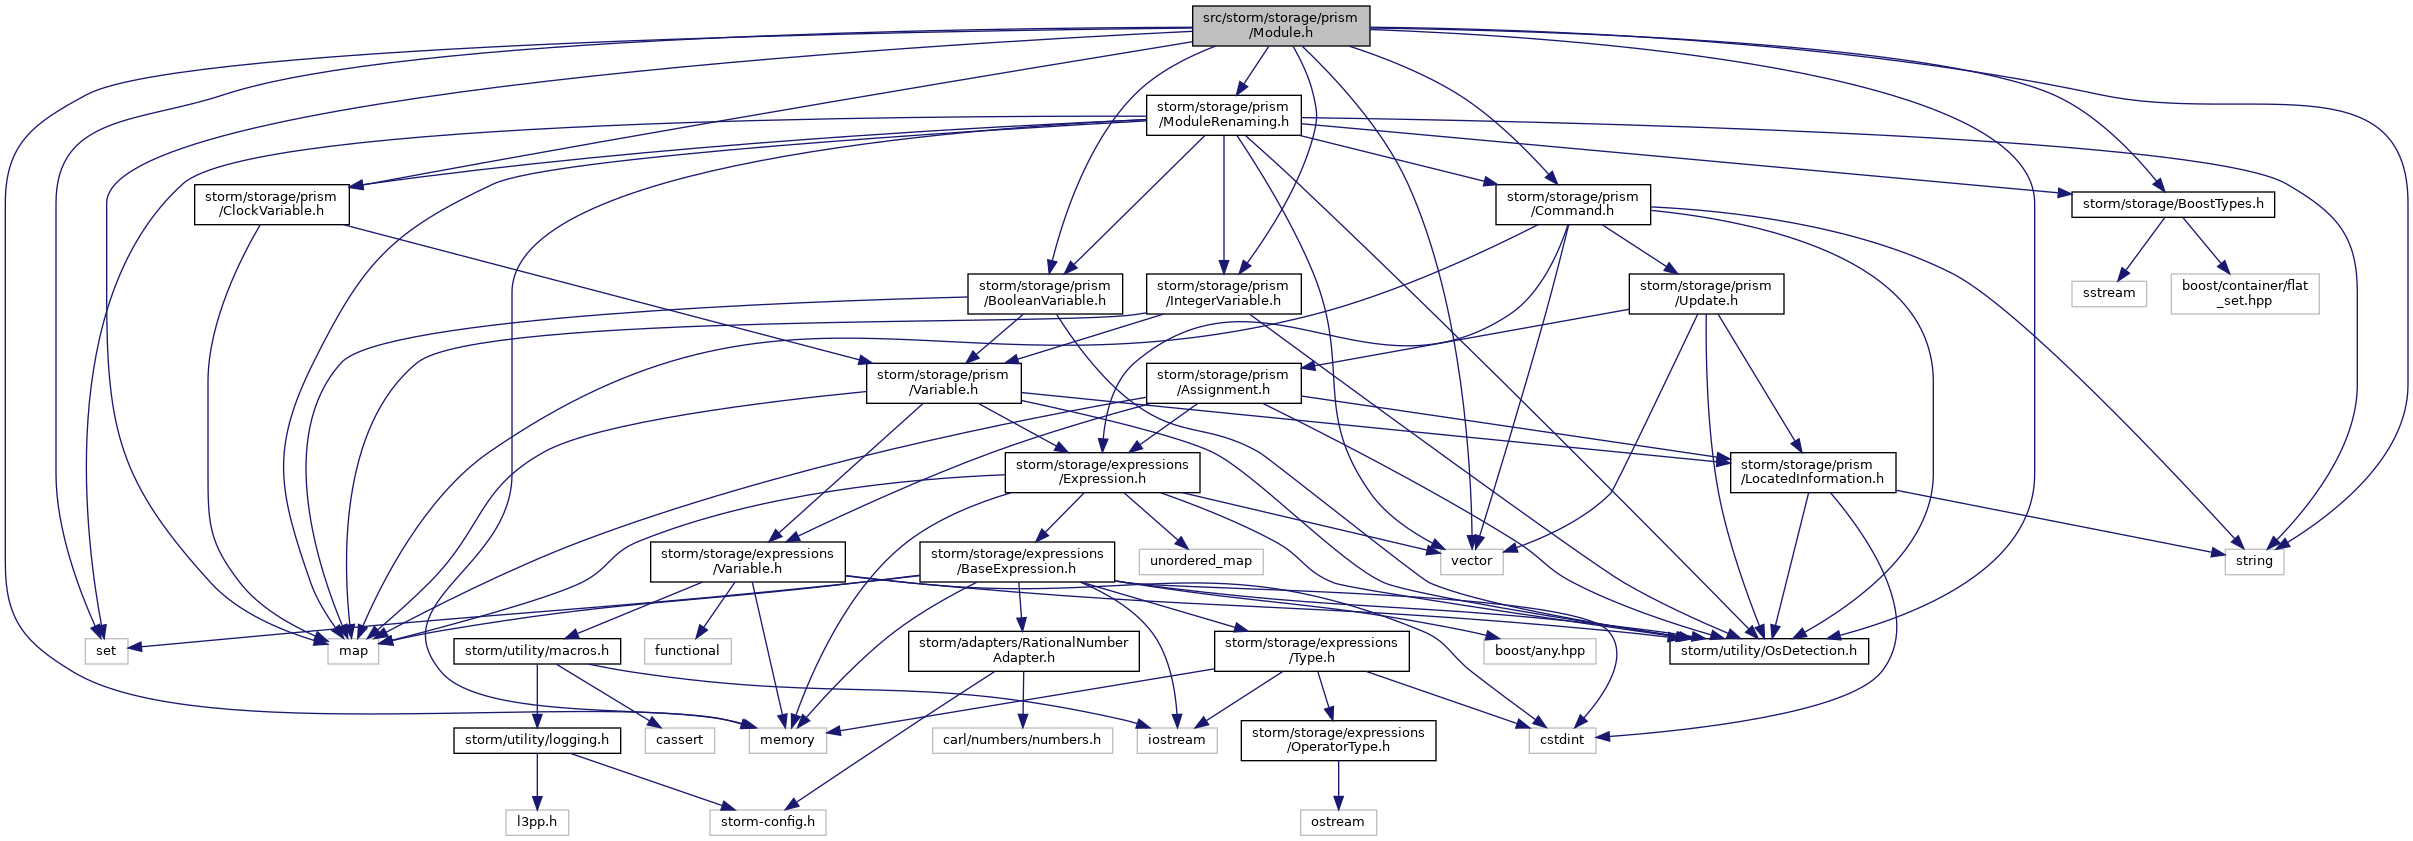 src/storm/storage/prism
/Module.h
storm/storage/prism
/ModuleRenaming.h
storm/storage/prism
/ClockVariable.h
storm/storage/prism
/Command.h
storm/storage/BoostTypes.h
storm/storage/prism
/BooleanVariable.h
storm/storage/prism
/IntegerVariable.h
storm/storage/prism
/Update.h
sstream
boost/container/flat
_set.hpp
storm/storage/prism
/Variable.h
storm/storage/prism
/Assignment.h
storm/storage/expressions
/Expression.h
storm/storage/prism
/LocatedInformation.h
storm/storage/expressions
/Variable.h
storm/storage/expressions
/BaseExpression.h
unordered_map
vector
string
set
map
storm/utility/macros.h
functional
storm/adapters/RationalNumber
Adapter.h
storm/storage/expressions
/Type.h
boost/any.hpp
storm/utility/OsDetection.h
storm/utility/logging.h
cassert
memory
carl/numbers/numbers.h
iostream
storm/storage/expressions
/OperatorType.h
cstdint
l3pp.h
storm-config.h
ostream